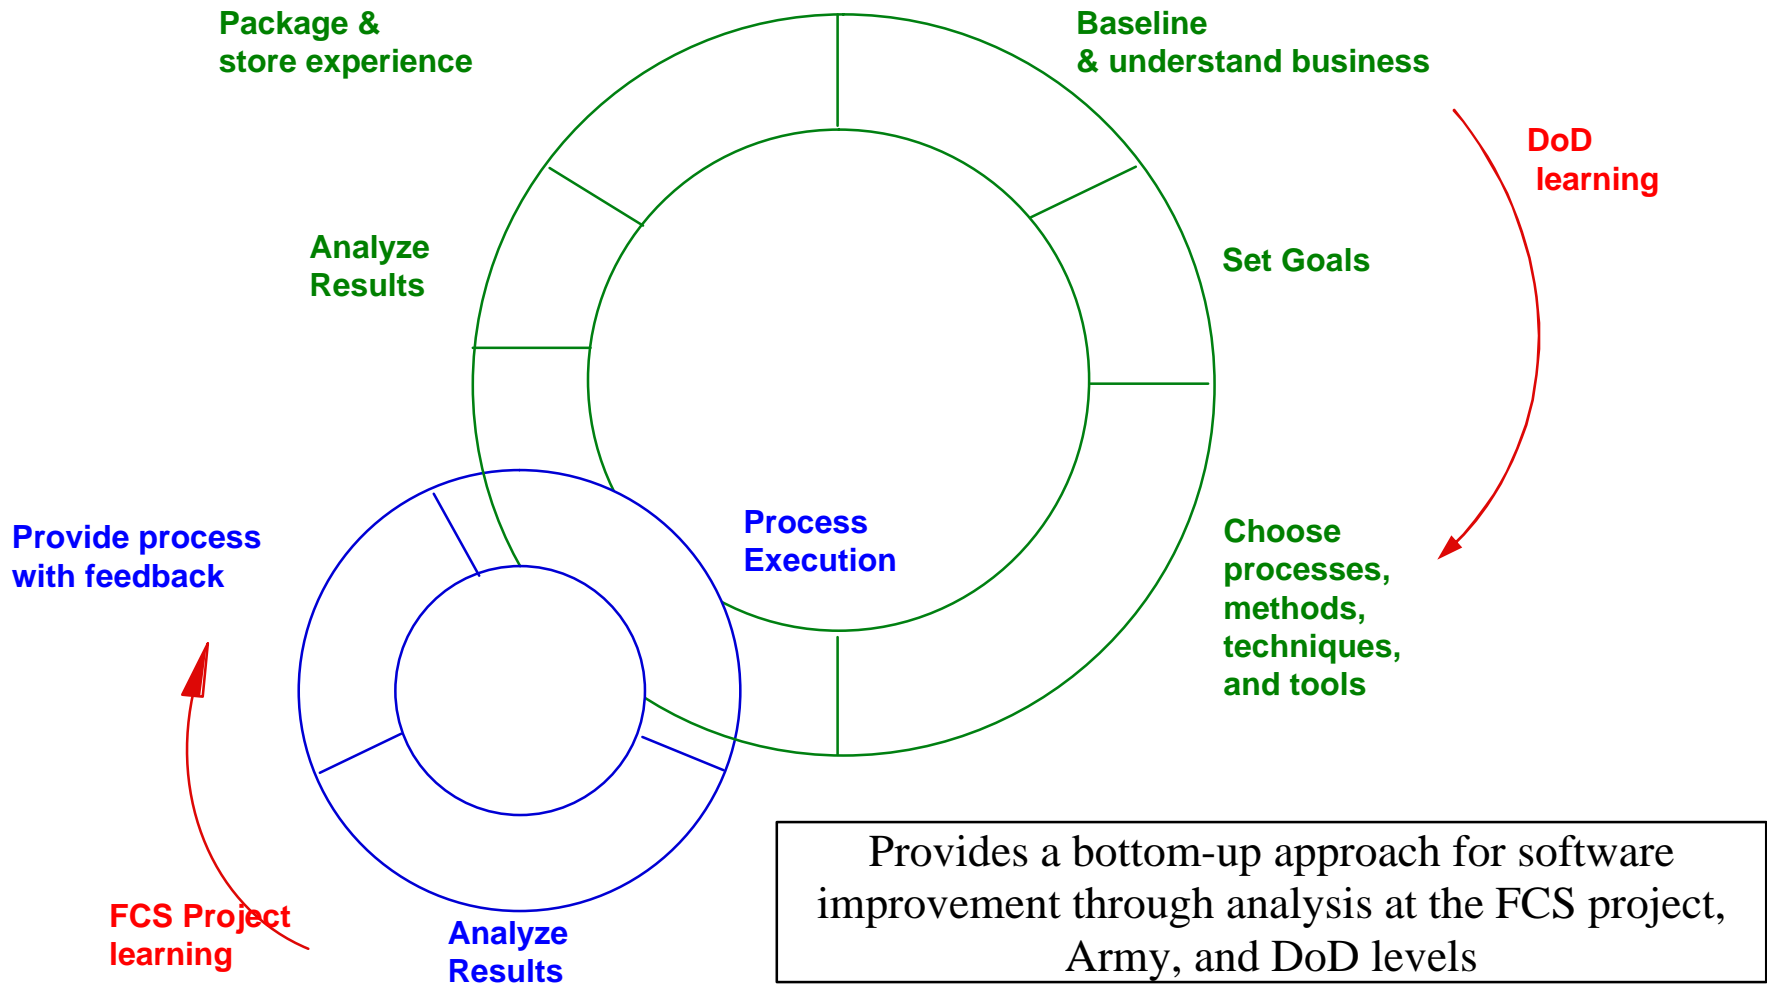 Package &
store experience
Baseline
& understand business
DoD
learning
Analyze
Results
Set Goals
Process
Execution
Choose
processes,
methods,
techniques,
and tools
Provide process
with feedback
FCS Project
learning
Analyze
Results
Provides a bottom-up approach for software
improvement through analysis at the FCS project,
Army, and DoD levels